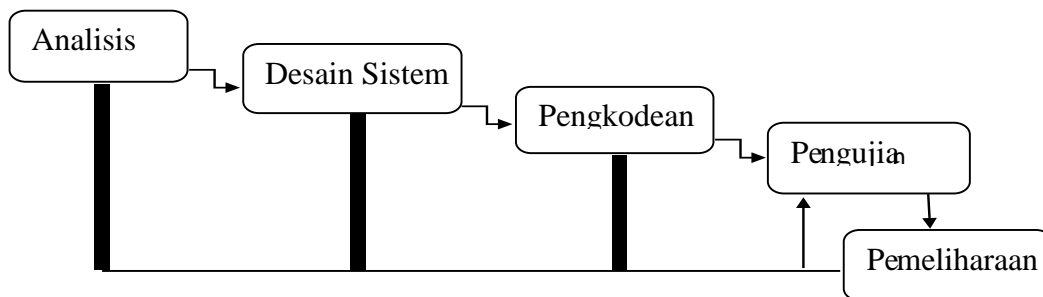 Analisis
Desain Sistem
Pengkodean
Pengujian
Pemeliharaan